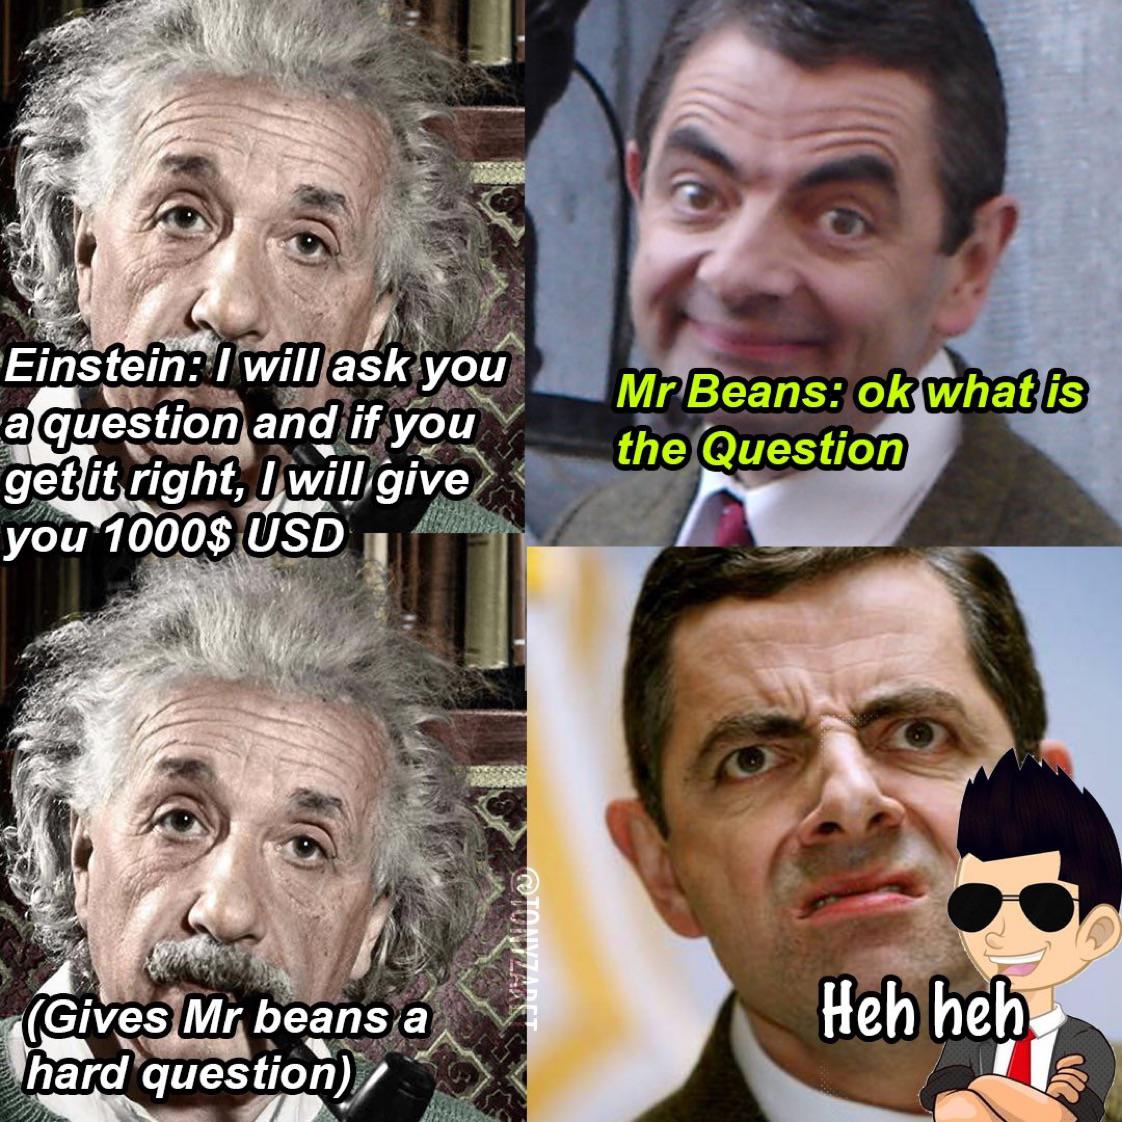 Einstein: I will ask you
a question and if you
get it right, I will give
you 1000$ USD
Mr Beans: ok what is
the Question
(Gives Mr beans a
hard question)
Heh heh